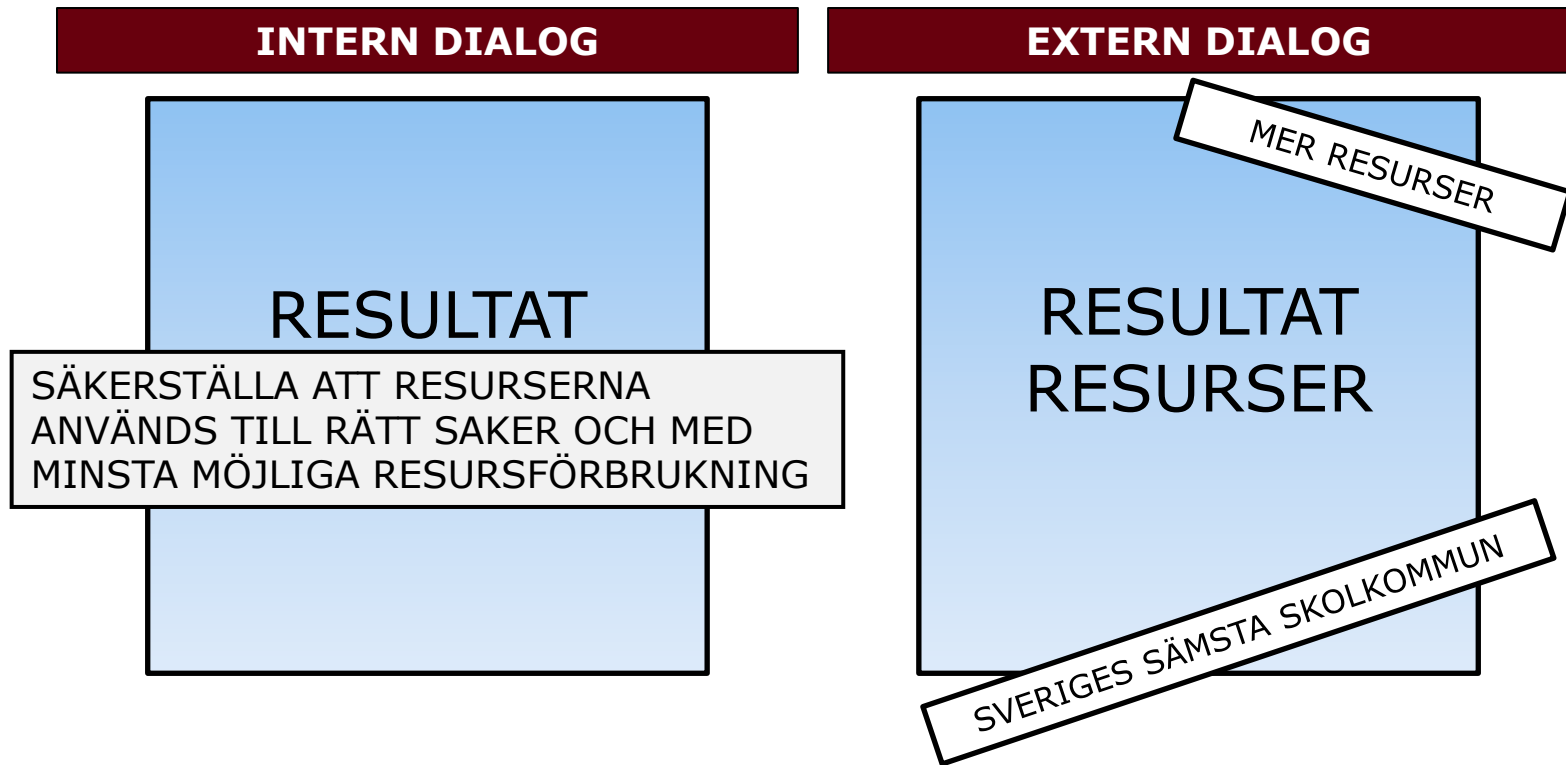 INTERN DIALOG
RESULTAT
SÄKERSTÄLLA ATT RESURSERNA
ANVÄNDS TILL RÄTT SAKER OCH MED
MINSTA MÖJLIGA RESURSFÖRBRUKNING
EXTERN DIALOG
MER RESURSER
RESULTAT
RESURSER
SVERIGES SÄMSTA SKOLKOMMUN